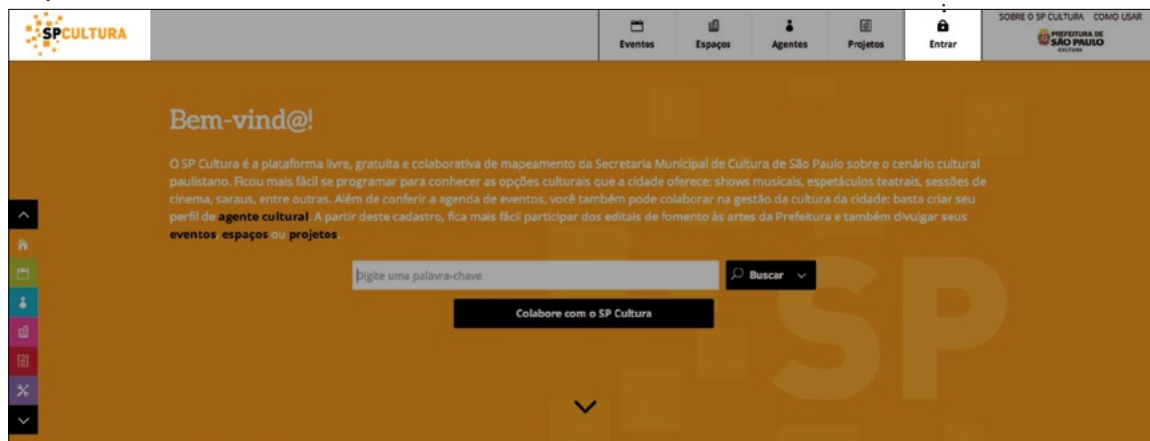 SPCULTURA
Eventos
Espaços
Agentes
Projetos
Entrar
SOBRE O SP CULTURA COMO USAR
PREFEITURA DE
SÃO PAULO
CULTURA
Bem-vind@!
O SP Cultura é a plataforma livre, gratuita e colaborativa de mapeamento da Secretaria Municipal de Cultura de São Paulo sobre o cenário cultural
paulistano. Ficou mais fácil se programar para conhecer as opções culturais que a cidade oferece: shows musicais, espetáculos teatrais, sessões de
cinema, saraus, entre outras. Além de conferir a agenda de eventos, você também pode colaborar na gestão da cultura da cidade: basta criar seu
perfil de agente cultural. A partir deste cadastro, fica mais fácil participar dos editais de fomento às artes da Prefeitura e também divulgar seus
eventos, espaços ou projetos.
Digite uma palavra-chave
Buscar
Colabore com o SP Cultura
SP